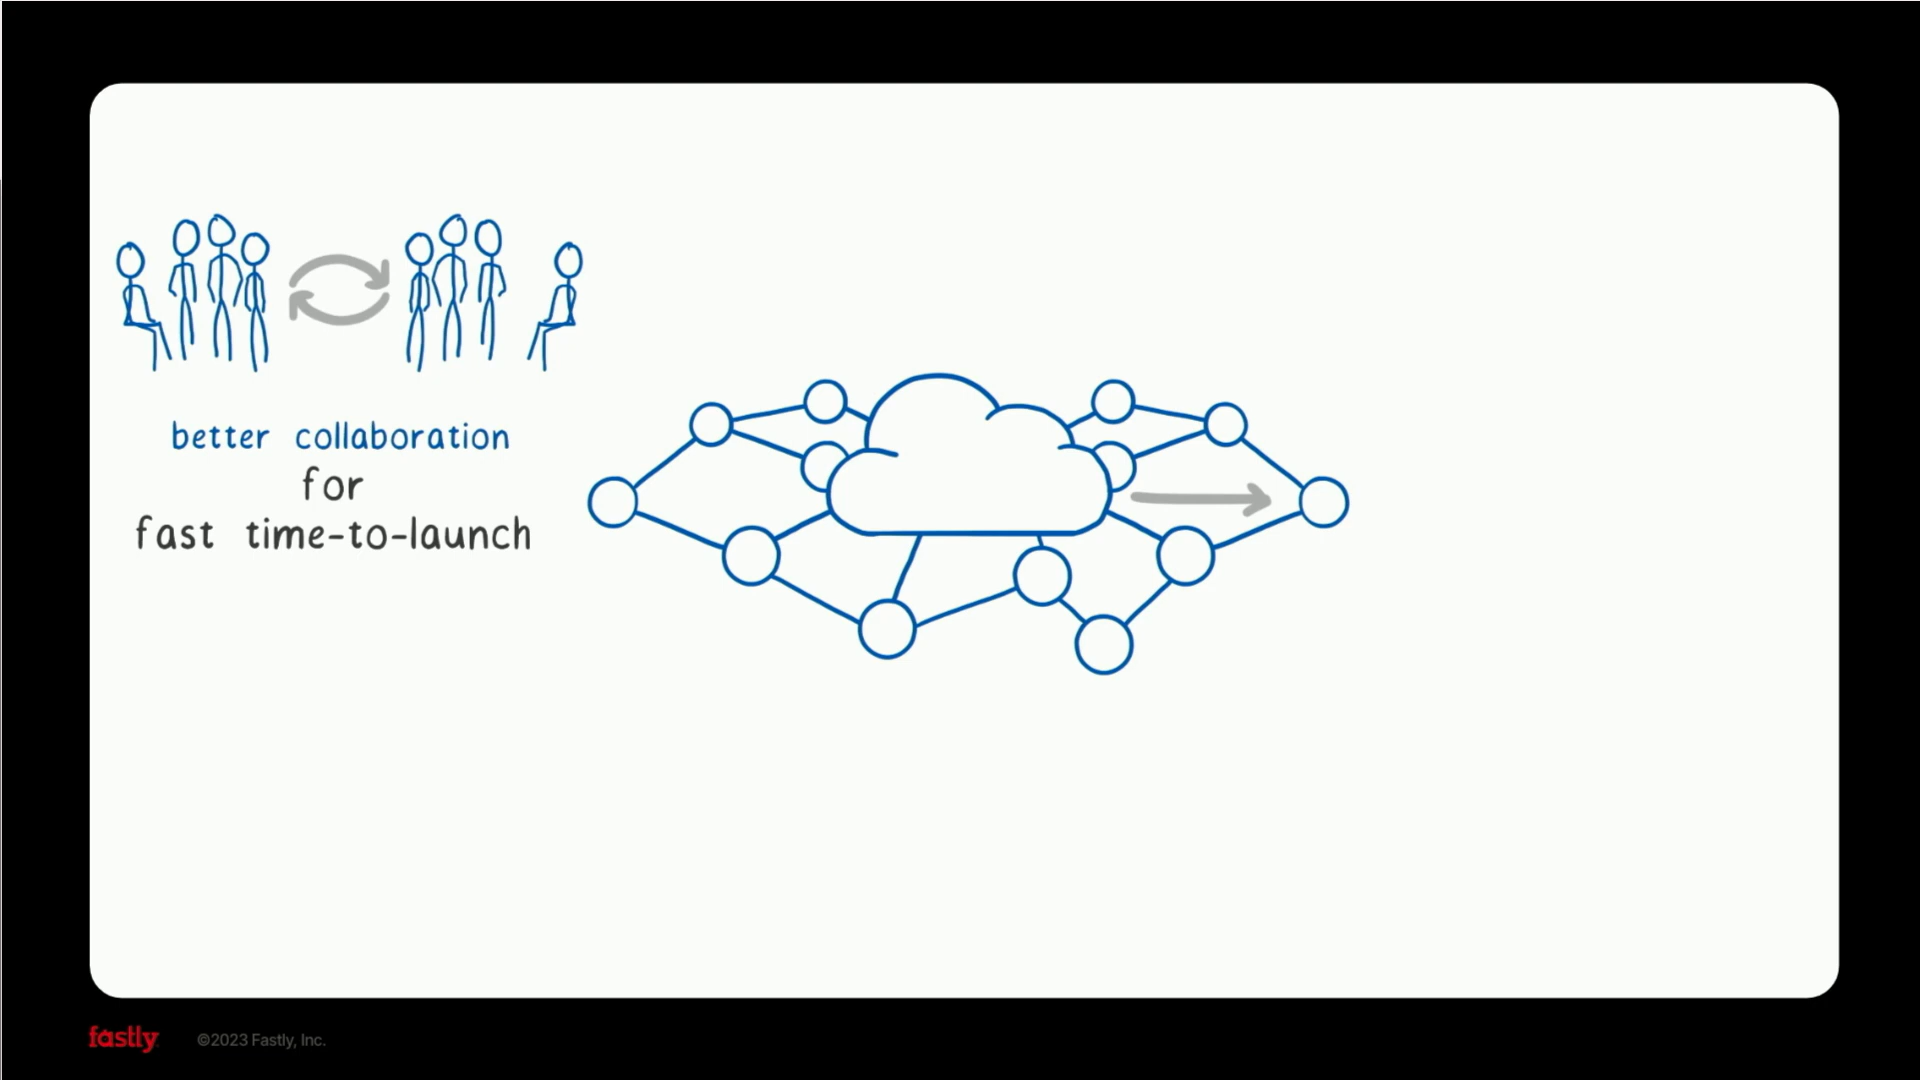 better collaboration
for
fast time-to-launch
fastly
©2023 Fastly, Inc.